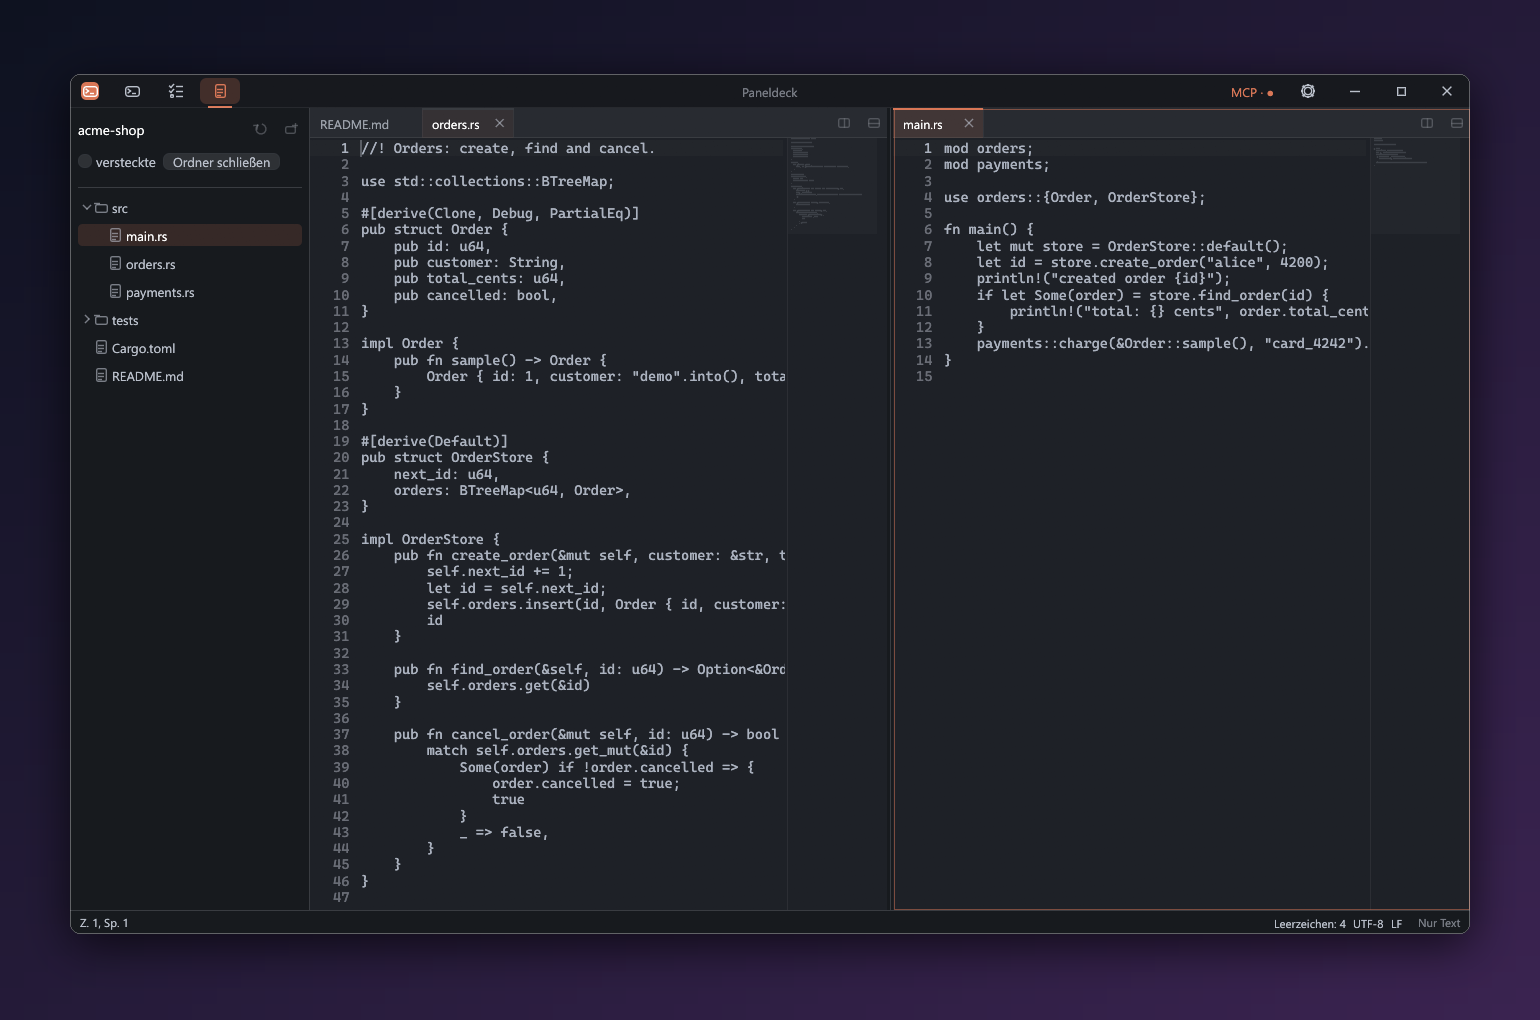 Paneldeck
MCP
acme-shop
versteckte
Ordner schließen
src
main.rs
orders.rs
payments.rs
tests
Cargo.toml
README.md
README.md
orders.rs
1 //! Orders: create, find and cancel.
2
3 use std::collections::BTreeMap;
4
5 #[derive(Clone, Debug, PartialEq)]
6 pub struct Order {
7     pub id: u64,
8     pub customer: String,
9     pub total_cents: u64,
10     pub cancelled: bool,
11 }
12
13 impl Order {
14     pub fn sample() -> Order {
15         Order { id: 1, customer: "demo".into(), tota
16     }
17 }
18
19 #[derive(Default)]
20 pub struct OrderStore {
21     next_id: u64,
22     orders: BTreeMap<u64, Order>,
23 }
24
25 impl OrderStore {
26     pub fn create_order(&mut self, customer: &str, t
27         self.next_id += 1;
28         let id = self.next_id;
29         self.orders.insert(id, Order { id, customer:
30         id
31     }
32
33     pub fn find_order(&self, id: u64) -> Option<&Ord
34         self.orders.get(&id)
35     }
36
37     pub fn cancel_order(&mut self, id: u64) -> bool
38         match self.orders.get_mut(&id) {
39             Some(order) if !order.cancelled => {
40                 order.cancelled = true;
41                 true
42             }
43             _ => false,
44         }
45     }
46 }
47
main.rs
1 mod orders;
2 mod payments;
3
4 use orders::{Order, OrderStore};
5
6 fn main() {
7     let mut store = OrderStore::default();
8     let id = store.create_order("alice", 4200);
9     println!("created order {id}");
10     if let Some(order) = store.find_order(id) {
11         println!("total: {} cents", order.total_cent
12     }
13     payments::charge(&Order::sample(), "card_4242").
14 }
15
Z. 1, Sp. 1
Leerzeichen: 4 UTF-8 LF Nur Text